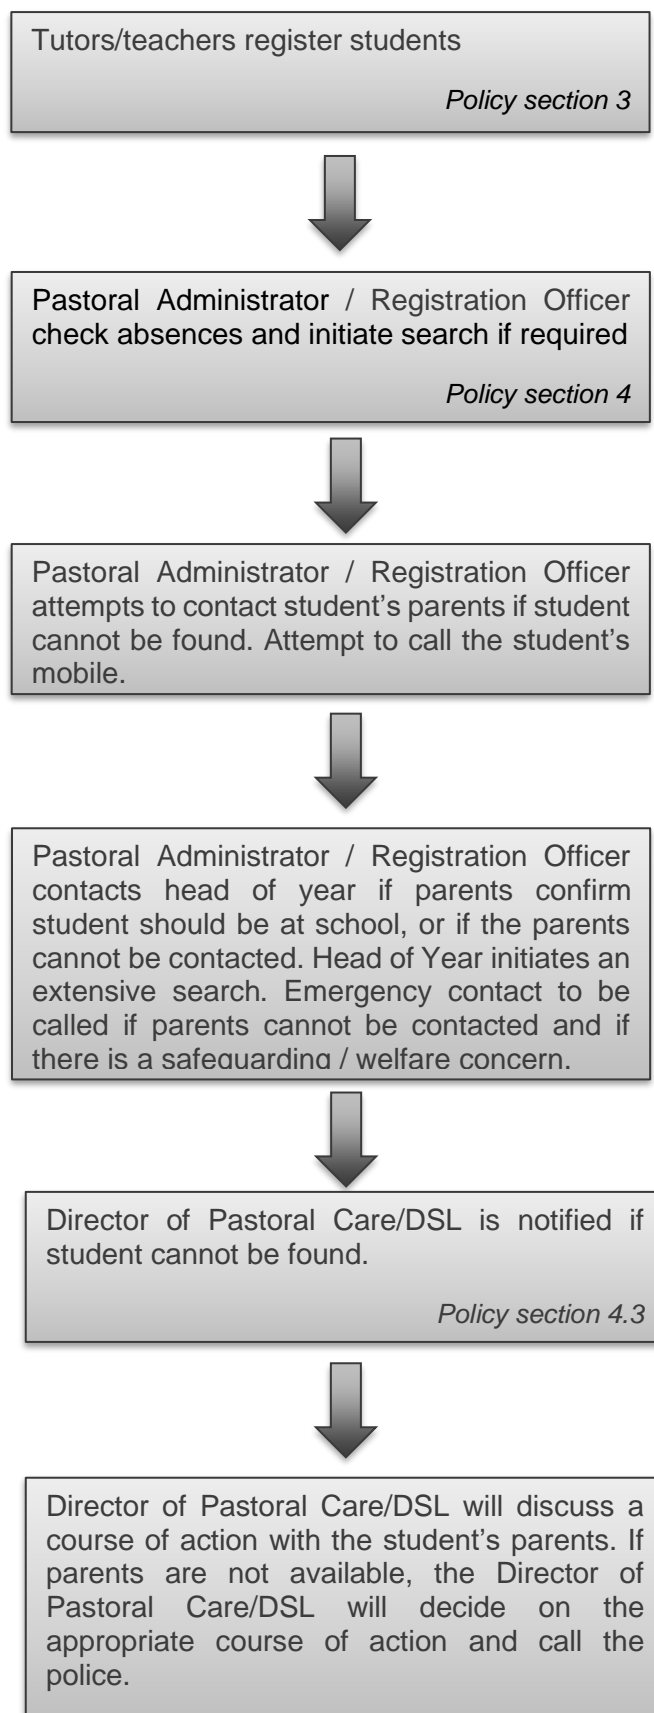 Tutors/teachers register students
Policy section 3
Pastoral Administrator / Registration Officer
check absences and initiate search if required
Policy section 4
Pastoral Administrator / Registration Officer
attempts to contact student’s parents if student
cannot be found. Attempt to call the student’s
mobile.
Pastoral Administrator / Registration Officer
contacts head of year if parents confirm
student should be at school, or if the parents
cannot be contacted. Head of Year initiates an
extensive search. Emergency contact to be
called if parents cannot be contacted and if
there is a safeguarding / welfare concern.
Director of Pastoral Care/DSL is notified if
student cannot be found.
Policy section 4.3
Director of Pastoral Care/DSL will discuss a
course of action with the student’s parents. If
parents are not available, the Director of
Pastoral Care/DSL will decide on the
appropriate course of action and call the
police.